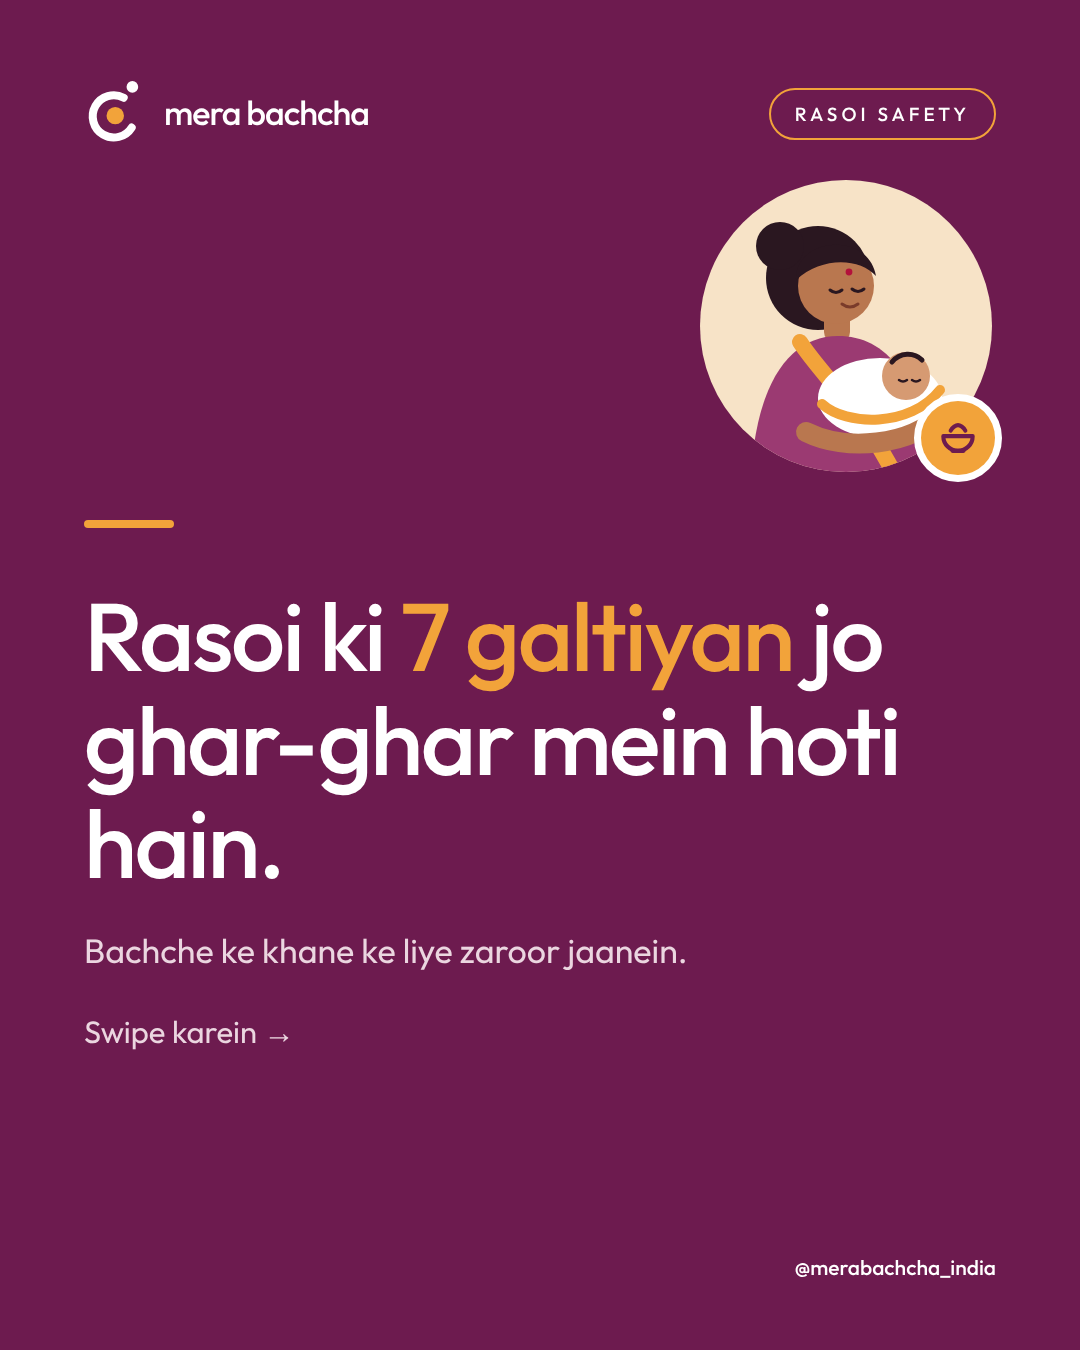 mera bachcha
RASOI SAFETY
Rasoi ki 7 galtiyan jo
ghar-ghar mein hoti
hain.
Bachche ke khane ke liye zaroor jaanein.
Swipe karein →
@merabachcha_india